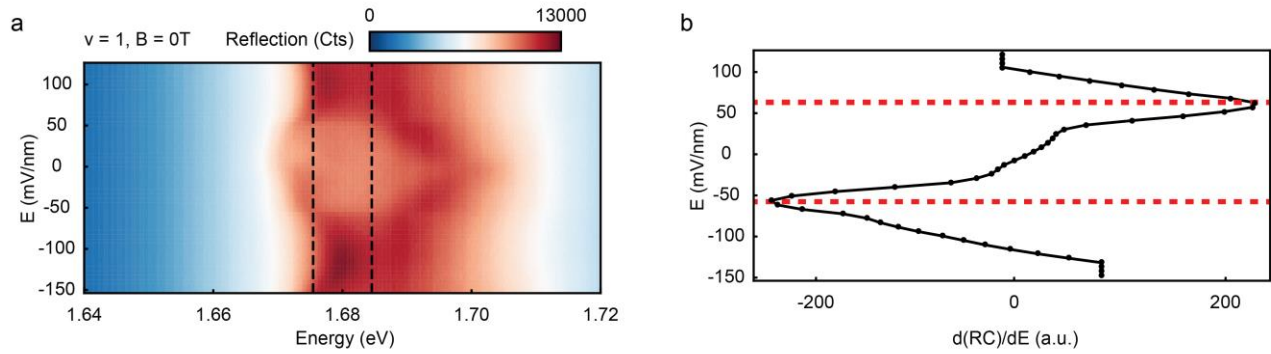 a
v = 1, B = 0T Reflection (Cts) 0 13000
E (mV/nm)
100
50
0
-50
-100
-150
1.64 1.66 1.68 1.70 1.72
Energy (eV)
b
E (mV/nm)
100
50
0
-50
-100
-150
-200 0 200
d(RC)/dE (a.u.)